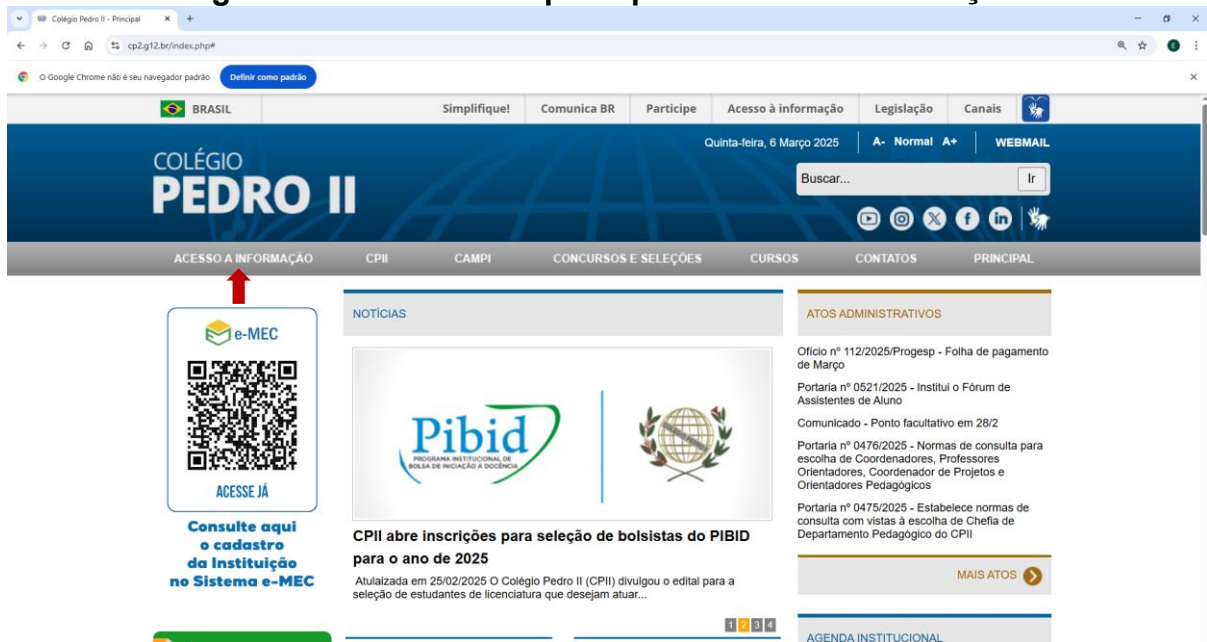 Colégio Pedro II - Principal
cp2.g12.br/index.php#
O Google Chrome não é seu navegador padrão
Definir como padrão
BRASIL
Simplifique!
Comunica BR
Participe
Acesso à informação
Legislação
Canais
Quinta-feira, 6 Março 2025
A- Normal A+
WEBMAIL
COLÉGIO
PEDRO II
Buscar...
Ir
ACESSO A INFORMAÇÃO
CPII
CAMPI
CONCURSOS E SELEÇÕES
CURSOS
CONTATOS
PRINCIPAL
e-MEC
ACESSE JÁ
Consulte aqui
o cadastro
da Instituição
no Sistema e-MEC
NOTÍCIAS
Pibid
PROGRAMA INSTITUCIONAL DE
BOLSA DE INICIAÇÃO À DOCÊNCIA
CPII abre inscrições para seleção de bolsistas do PIBID
para o ano de 2025
Atulaizada em 25/02/2025 O Colégio Pedro II (CPII) divulgou o edital para a
seleção de estudantes de licenciatura que desejam atuar...
1 2 3 4
ATOS ADMINISTRATIVOS
Ofício nº 112/2025/Progesp - Folha de pagamento
de Março
Portaria nº 0521/2025 - Institui o Fórum de
Assistentes de Aluno
Comunicado - Ponto facultativo em 28/2
Portaria nº 0476/2025 - Normas de consulta para
escolha de Coordenadores, Professores
Orientadores, Coordenador de Projetos e
Orientadores Pedagógicos
Portaria nº 0475/2025 - Estabelece normas de
consulta com vistas à escolha de Chefia de
Departamento Pedagógico do CPII
MAIS ATOS
AGENDA INSTITUCIONAL